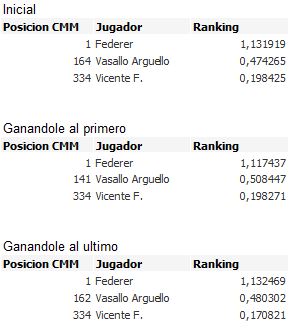 Inicial
Posicion CMM Jugador Ranking
1 Federer 1,131919
164 Vasallo Arguello 0,474265
334 Vicente F. 0,198425
Ganandole al primero
Posicion CMM Jugador Ranking
1 Federer 1,117437
141 Vasallo Arguello 0,508447
334 Vicente F. 0,198271
Ganandole al ultimo
Posicion CMM Jugador Ranking
1 Federer 1,132469
162 Vasallo Arguello 0,480302
334 Vicente F. 0,170821